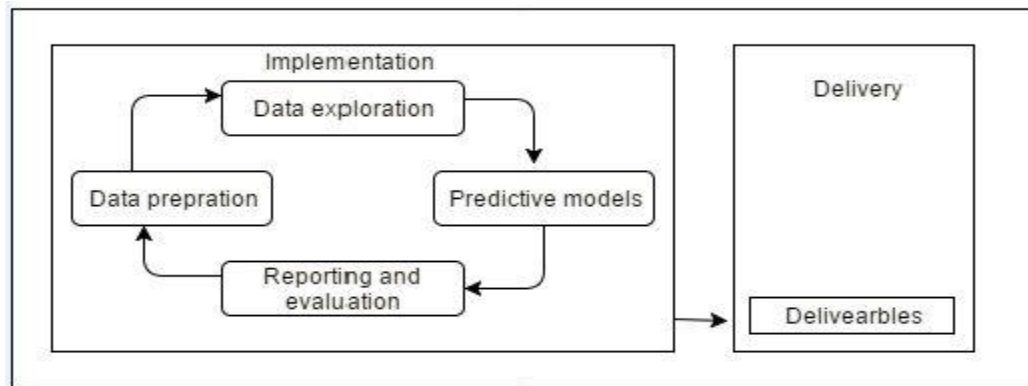 Implementation
Data exploration
Data prepration
Predictive models
Reporting and
evaluation
Delivery
Delivearbles